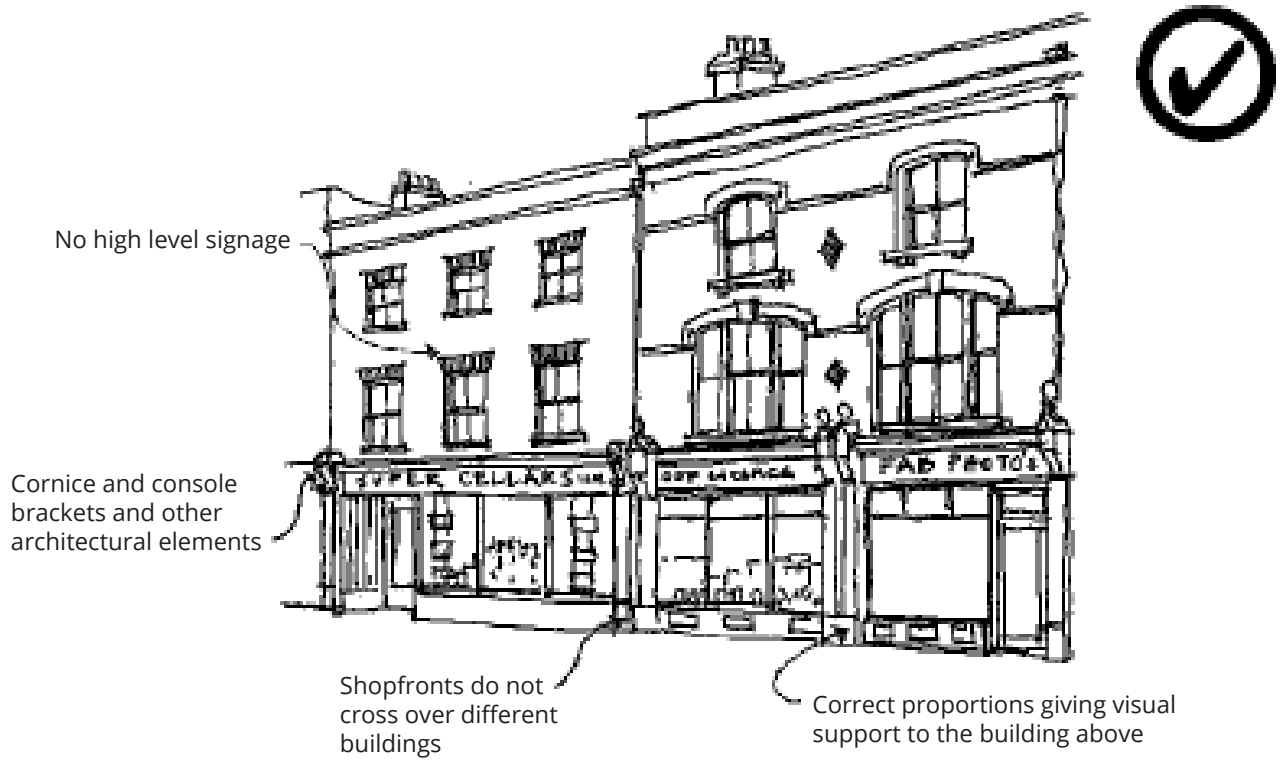 No high level signage
SUPER CELLARS
FAB FOTOS
Cornice and console
brackets and other
architectural elements
Shopfronts do not
cross over different
buildings
Correct proportions giving visual
support to the building above